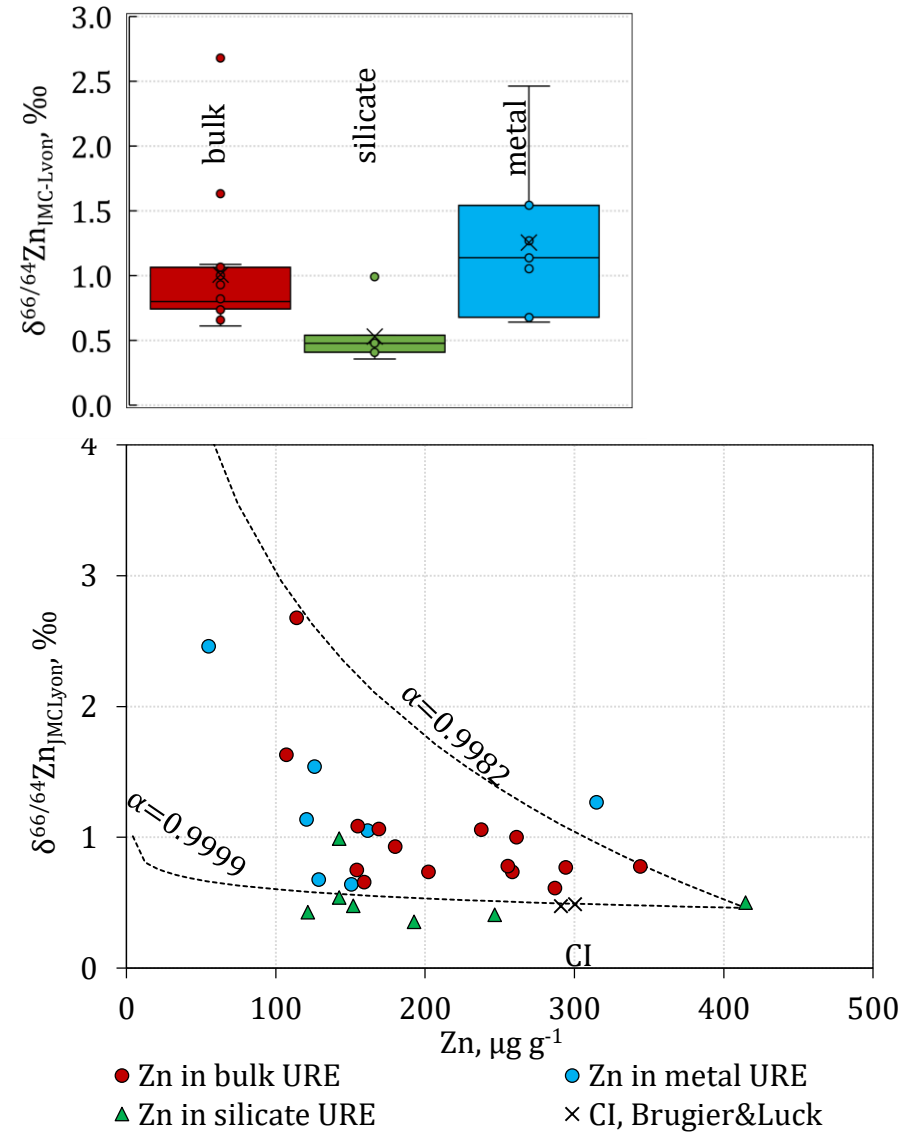 3.0
2.5
2.0
1.5
1.0
0.5
0.0
δ66/64ZnJMC-Lyon, ‰
bulk
silicate
metal
4
3
2
1
0
δ66/64ZnJMCLyon, ‰
α=0.9982
α=0.9999
CI
0 100 200 300 400 500
Zn, µg g-1
Zn in bulk URE
Zn in metal URE
Zn in silicate URE
CI, Brugier&Luck